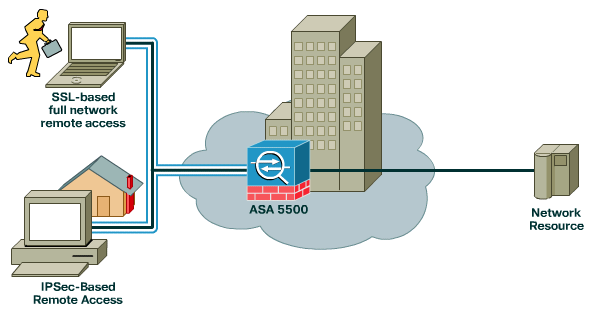 SSL-based
full network
remote access
ASA 5500
Network
Resource
IPSec-Based
Remote Access